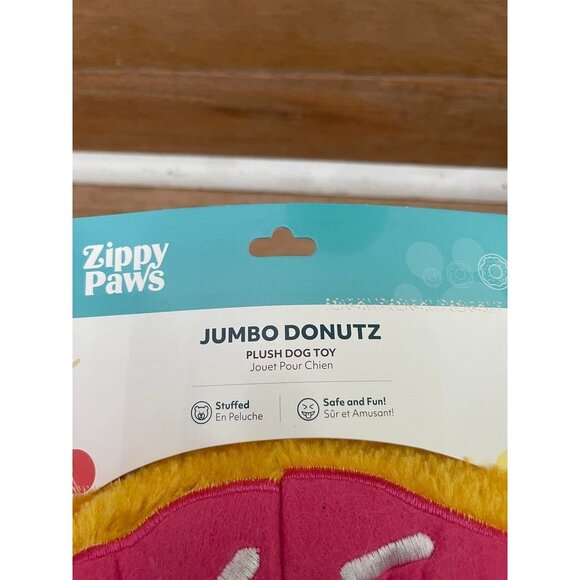 Zippy
Paws
JUMBO DONUTZ
PLUSH DOG TOY
Jouet Pour Chien
Stuffed
En Peluche
Safe and Fun!
Sûr et Amusant!